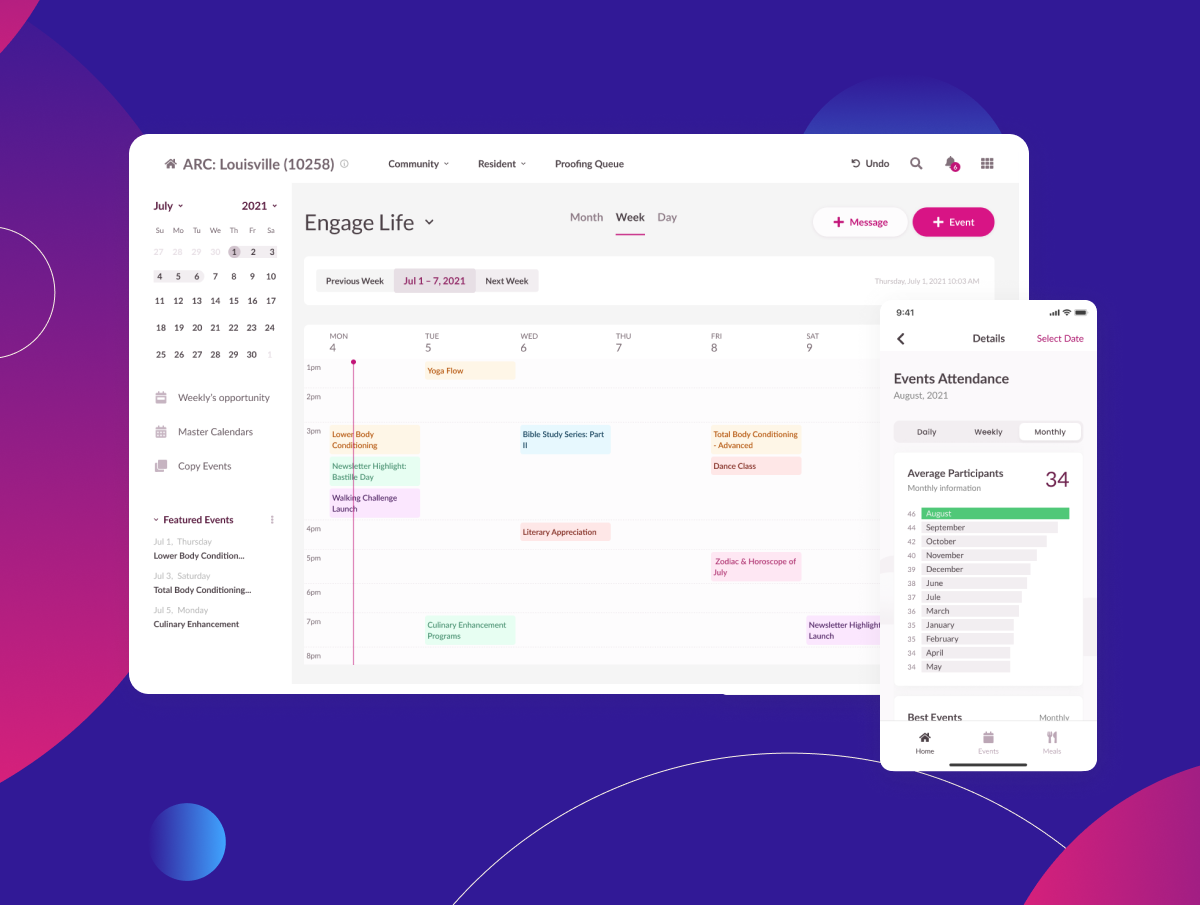 ARC: Louisville (10258)
Community
Resident
Proofing Queue
Undo
6
July
2021
Su Mo Tu We Th Fr Sa
27 28 29 30 1 2 3
4 5 6 7 8 9 10
11 12 13 14 15 16 17
18 19 20 21 22 23 24
25 26 27 28 29 30 1
Weekly's opportunity
Master Calendars
Copy Events
Featured Events
Jul 1, Thursday
Lower Body Condition...
Jul 3, Saturday
Total Body Conditioning...
Jul 5, Monday
Culinary Enhancement
Engage Life
Month Week Day
Message
Event
Previous Week
Jul 1 – 7, 2021
Next Week
Thursday, July 1, 2021 10:03 AM
MON TUE WED THU FRI SAT
4 5 6 7 8 9
1pm
Yoga Flow
2pm
3pm
Lower Body
Conditioning
Newsletter Highlight:
Bastille Day
Walking Challenge
Launch
Bible Study Series: Part
II
Total Body Conditioning
- Advanced
Dance Class
4pm
Literary Appreciation
5pm
Zodiac & Horoscope of
July
6pm
7pm
Culinary Enhancement
Programs
Newsletter Highlight
Launch
8pm
9:41
Details
Select Date
Events Attendance
August, 2021
Daily
Weekly
Monthly
Average Participants
Monthly information
34
46 August
44 September
42 October
40 November
39 December
38 June
37 Jule
36 March
35 January
35 February
34 April
34 May
Best Events
Monthly
Home
Events
Meals